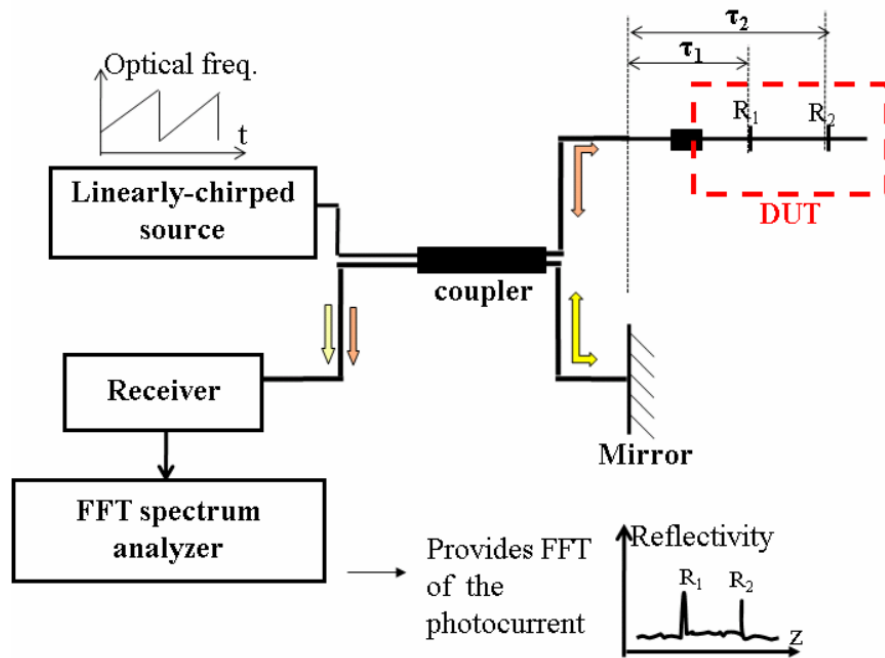 τ₂
τ₁
Optical freq.
t
R₁
R₂
Linearly-chirped
source
DUT
coupler
Receiver
Mirror
FFT spectrum
analyzer
Provides FFT
of the
photocurrent
Reflectivity
R₁
R₂
z